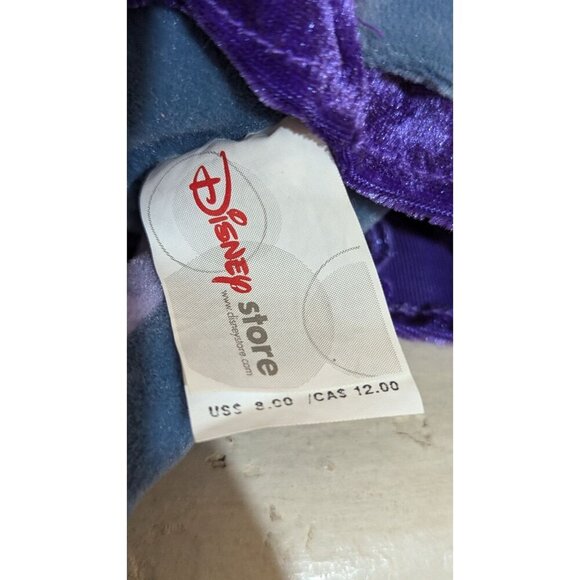 Disney
store
www.disneystore.com
US$ 8.00 /CA$ 12.00